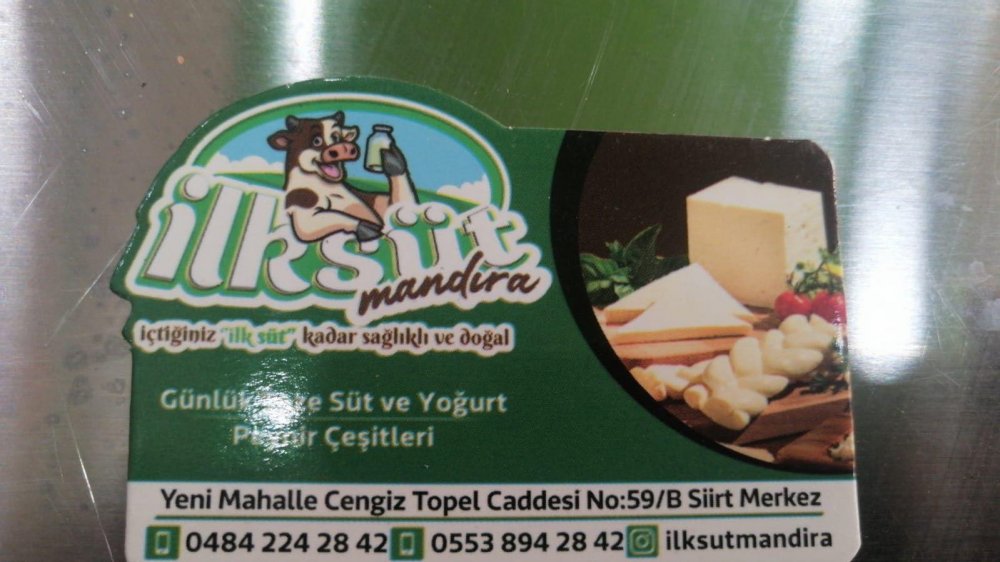 ilksüt
mandıra
içtiğiniz "ilk süt" kadar sağlıklı ve doğal
Süt ve Yoğurt
Çeşitleri
Yeni Mahalle Cengiz Topel Caddesi No:59/B Siirt Merkez
0484 224 28 42 0553 894 28 42 ilksutmandira